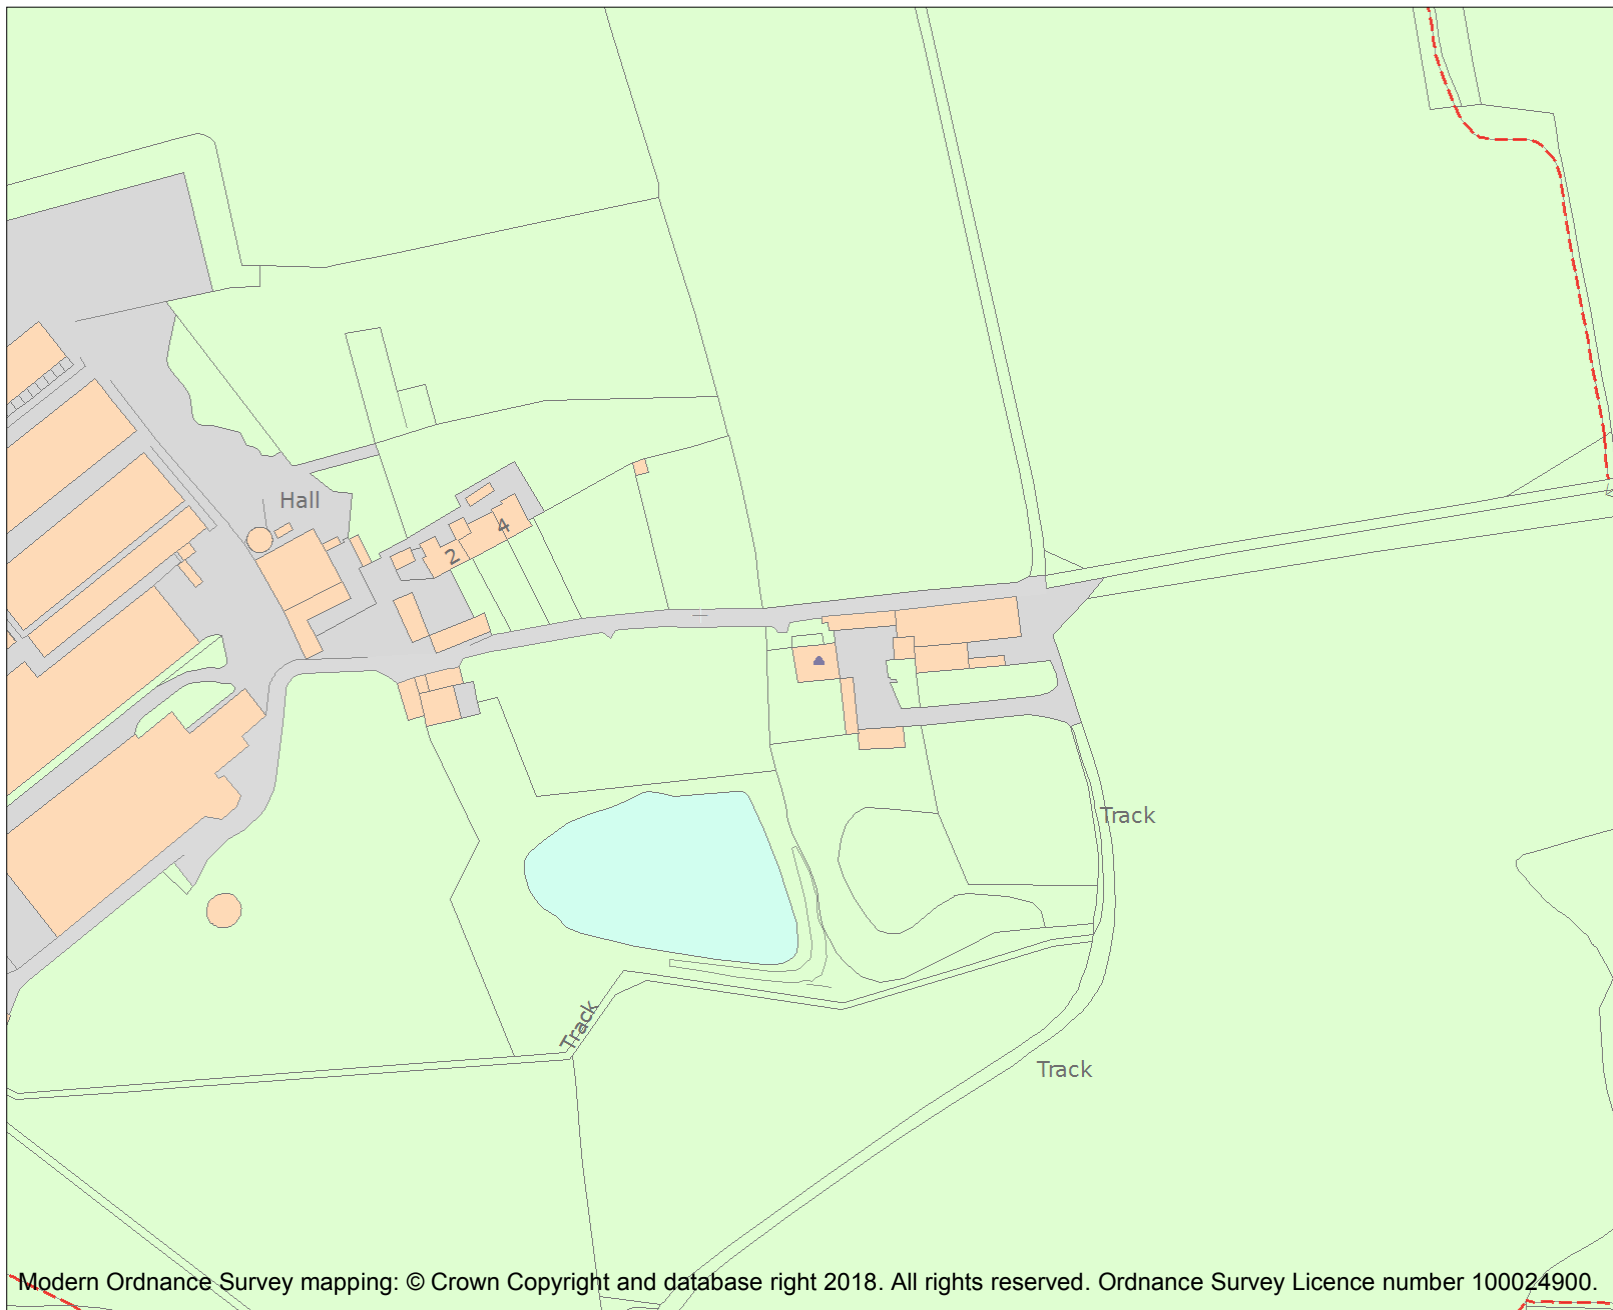 Hall
4
2
Track
Track
Track
Modern Ordnance Survey mapping: © Crown Copyright and database right 2018. All rights reserved. Ordnance Survey Licence number 100024900.